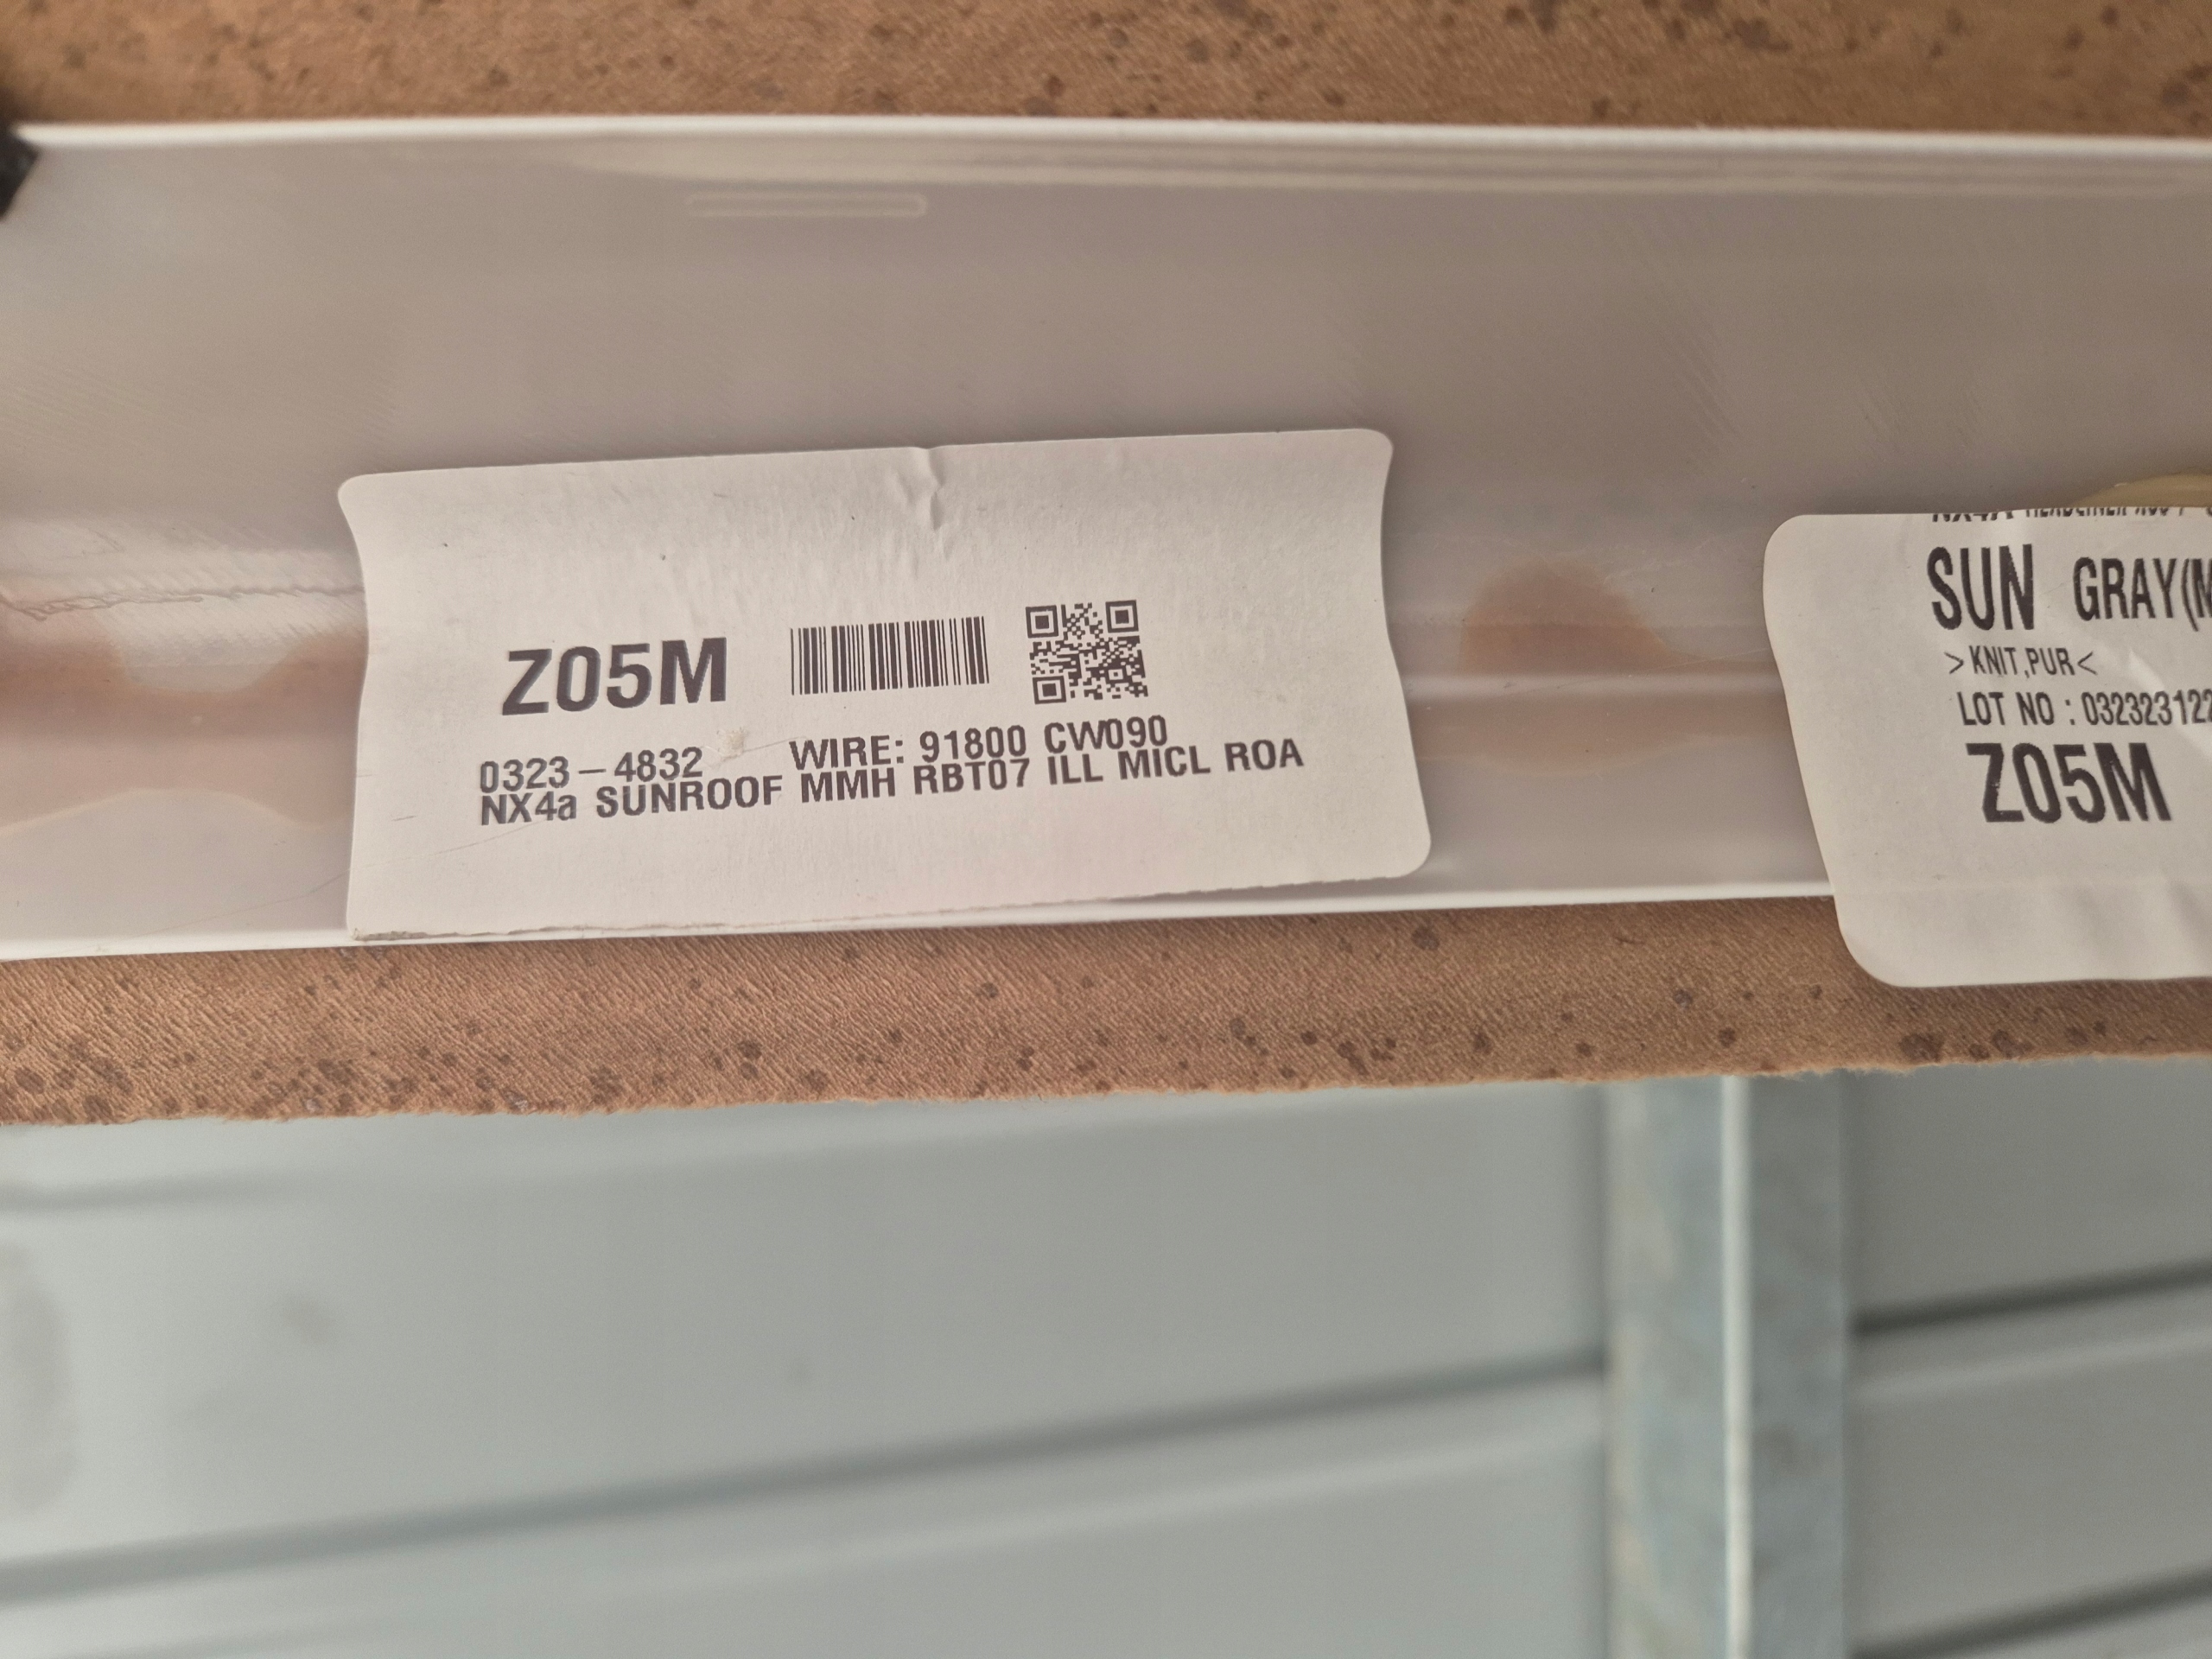 Z05M
0323-4832 WIRE: 91800 CW090
NX4a SUNROOF MMH RBT07 ILL MICL ROA
SUN GRAY(M
>KNIT,PUR<
LOT NO : 032323122
Z05M